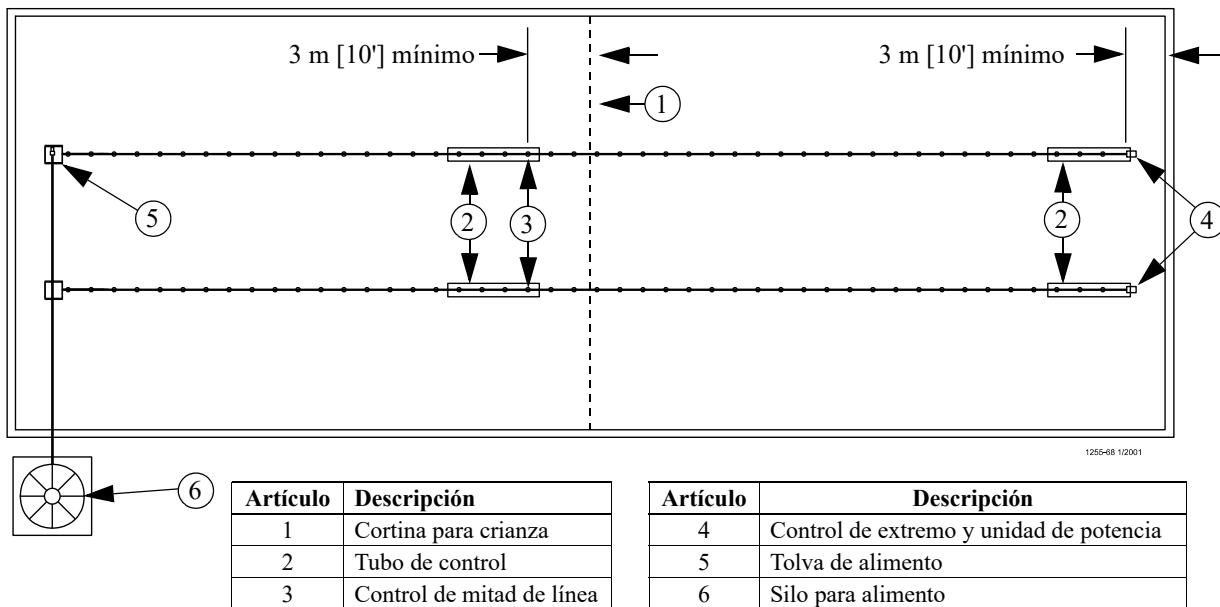 3 m [10'] mínimo
3 m [10'] mínimo
1
2
3
2
4
5
6
1255-68 1/2001
Artículo Descripción
1 Cortina para crianza
2 Tubo de control
3 Control de mitad de línea
Artículo Descripción
4 Control de extremo y unidad de potencia
5 Tolva de alimento
6 Silo para alimento